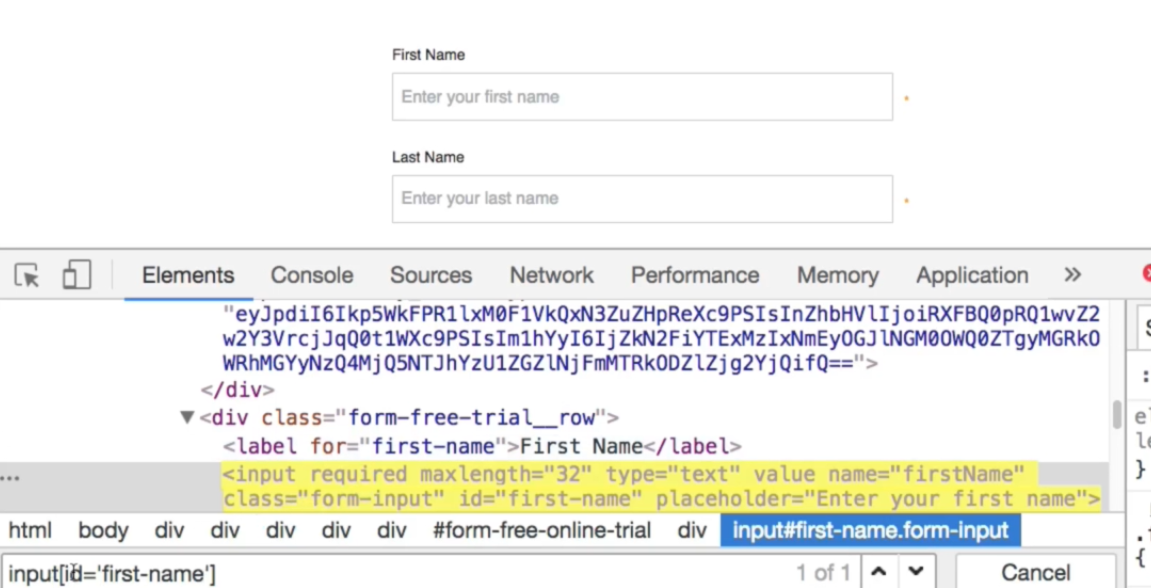 First Name
Enter your first name
Last Name
Enter your last name
Elements Console Sources Network Performance Memory Application »
"eyJpdiI6Ikp5WkFPR1lxM0F1VkQxN3ZuZHpReXc9PSIsInZhbHVlIjoiRXFBQ0pRQ1wvZ2
w2Y3VrcjJqQ0t1WXc9PSIsIm1hYyI6IjZkN2FiYTExMzIxNmEyOGJlNGM0OWQ0ZTgyMGRkO
WRhMGYyNzQ4MjQ5NTJhYzU1ZGZlNjFmMTRkODZlZjg2YjQifQ==">
</div>
▼<div class="form-free-trial__row">
<label for="first-name">First Name</label>
<input required maxlength="32" type="text" value name="firstName"
class="form-input" id="first-name" placeholder="Enter your first name">
html body div div div div div #form-free-online-trial div input#first-name.form-input
input[id='first-name'] 1 of 1 Cancel